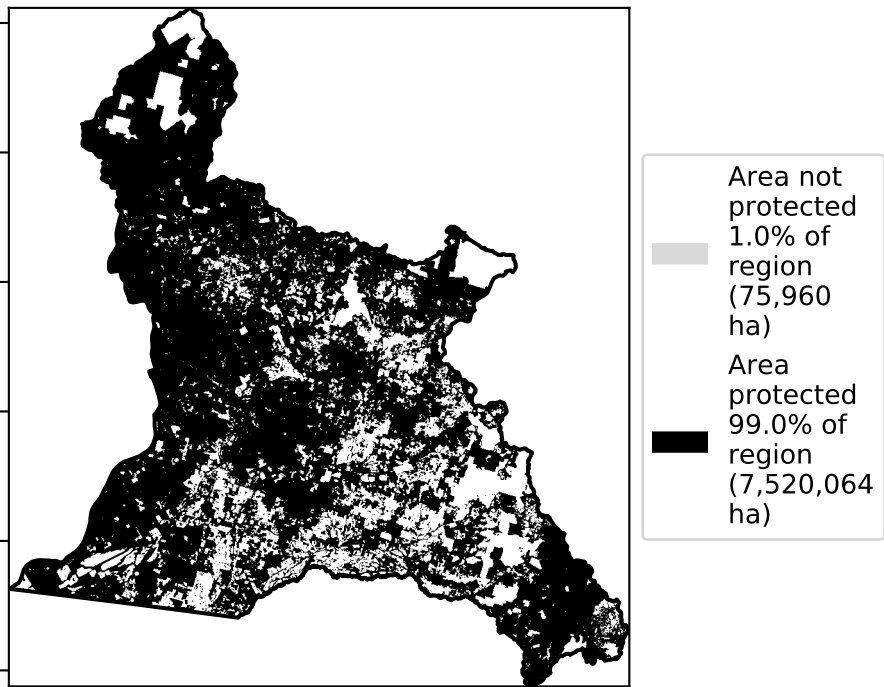 Area not
protected
1.0% of
region
(75,960
ha)
Area
protected
99.0% of
region
(7,520,064
ha)